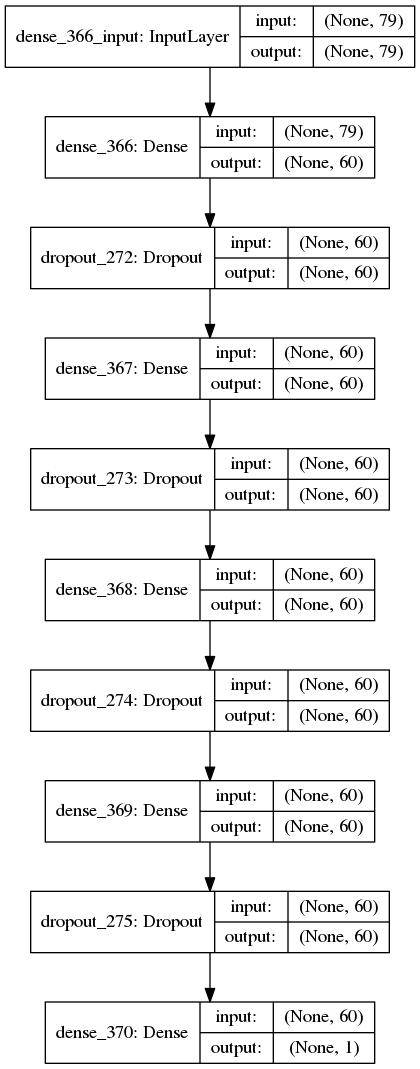 dense_366_input: InputLayer
input: (None, 79)
output: (None, 79)
dense_366: Dense
input: (None, 79)
output: (None, 60)
dropout_272: Dropout
input: (None, 60)
output: (None, 60)
dense_367: Dense
input: (None, 60)
output: (None, 60)
dropout_273: Dropout
input: (None, 60)
output: (None, 60)
dense_368: Dense
input: (None, 60)
output: (None, 60)
dropout_274: Dropout
input: (None, 60)
output: (None, 60)
dense_369: Dense
input: (None, 60)
output: (None, 60)
dropout_275: Dropout
input: (None, 60)
output: (None, 60)
dense_370: Dense
input: (None, 60)
output: (None, 1)